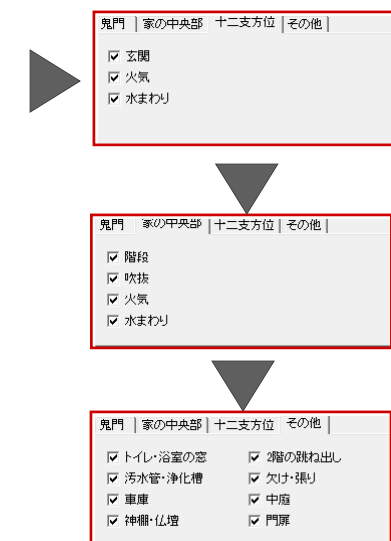 鬼門 家の中央部 十二支方位 その他
玄関
火気
水まわり
鬼門 家の中央部 十二支方位 その他
階段
吹抜
火気
水まわり
鬼門 家の中央部 十二支方位 その他
トイレ・浴室の窓 2階の跳ね出し
汚水管・浄化槽 欠け・張り
車庫 中庭
神棚・仏壇 門扉